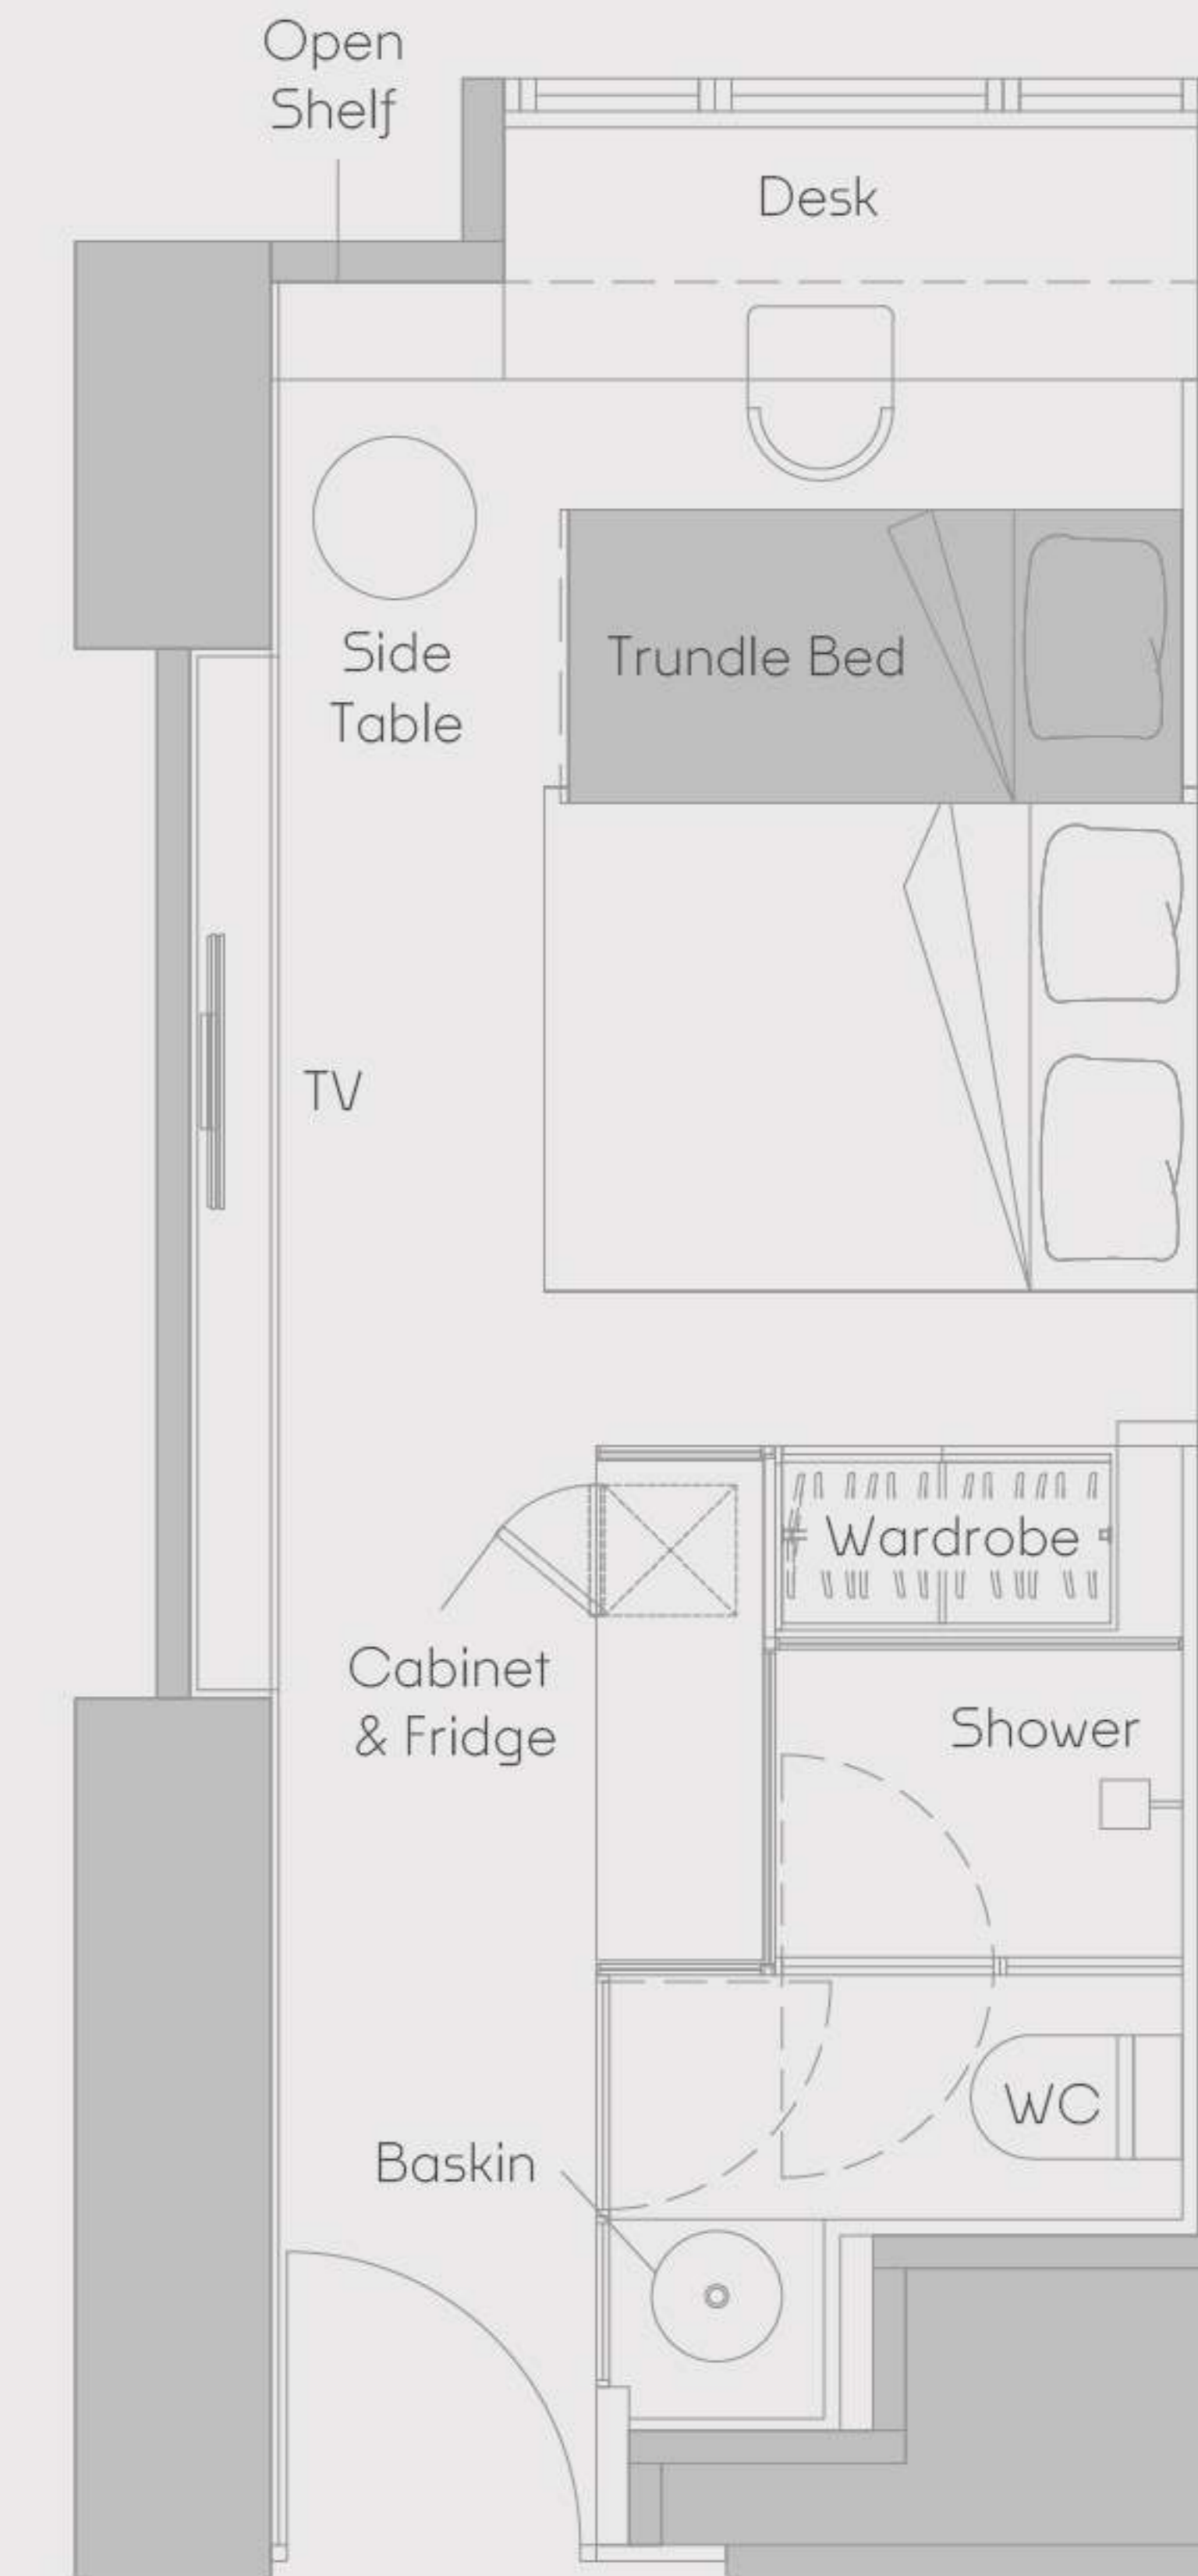 Open
Shelf
Desk
Side
Table
Trundle Bed
TV
Wardrobe
Cabinet
& Fridge
Shower
WC
Baskin